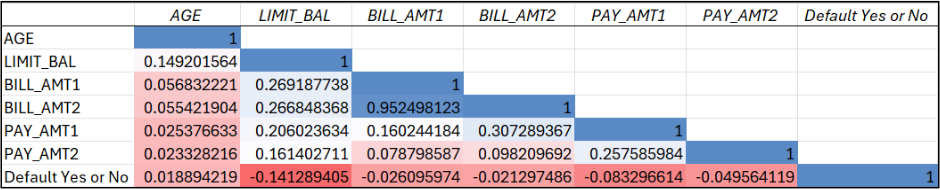 AGE LIMIT_BAL BILL_AMT1 BILL_AMT2 PAY_AMT1 PAY_AMT2 Default Yes or No
AGE 1
LIMIT_BAL 0.149201564 1
BILL_AMT1 0.056832221 0.269187738 1
BILL_AMT2 0.055421904 0.266848368 0.952498123 1
PAY_AMT1 0.025376633 0.206023634 0.160244184 0.307289367 1
PAY_AMT2 0.023328216 0.161402711 0.078798587 0.098209692 0.257585984 1
Default Yes or No 0.018894219 -0.141289405 -0.026095974 -0.021297486 -0.083296614 -0.049564119 1